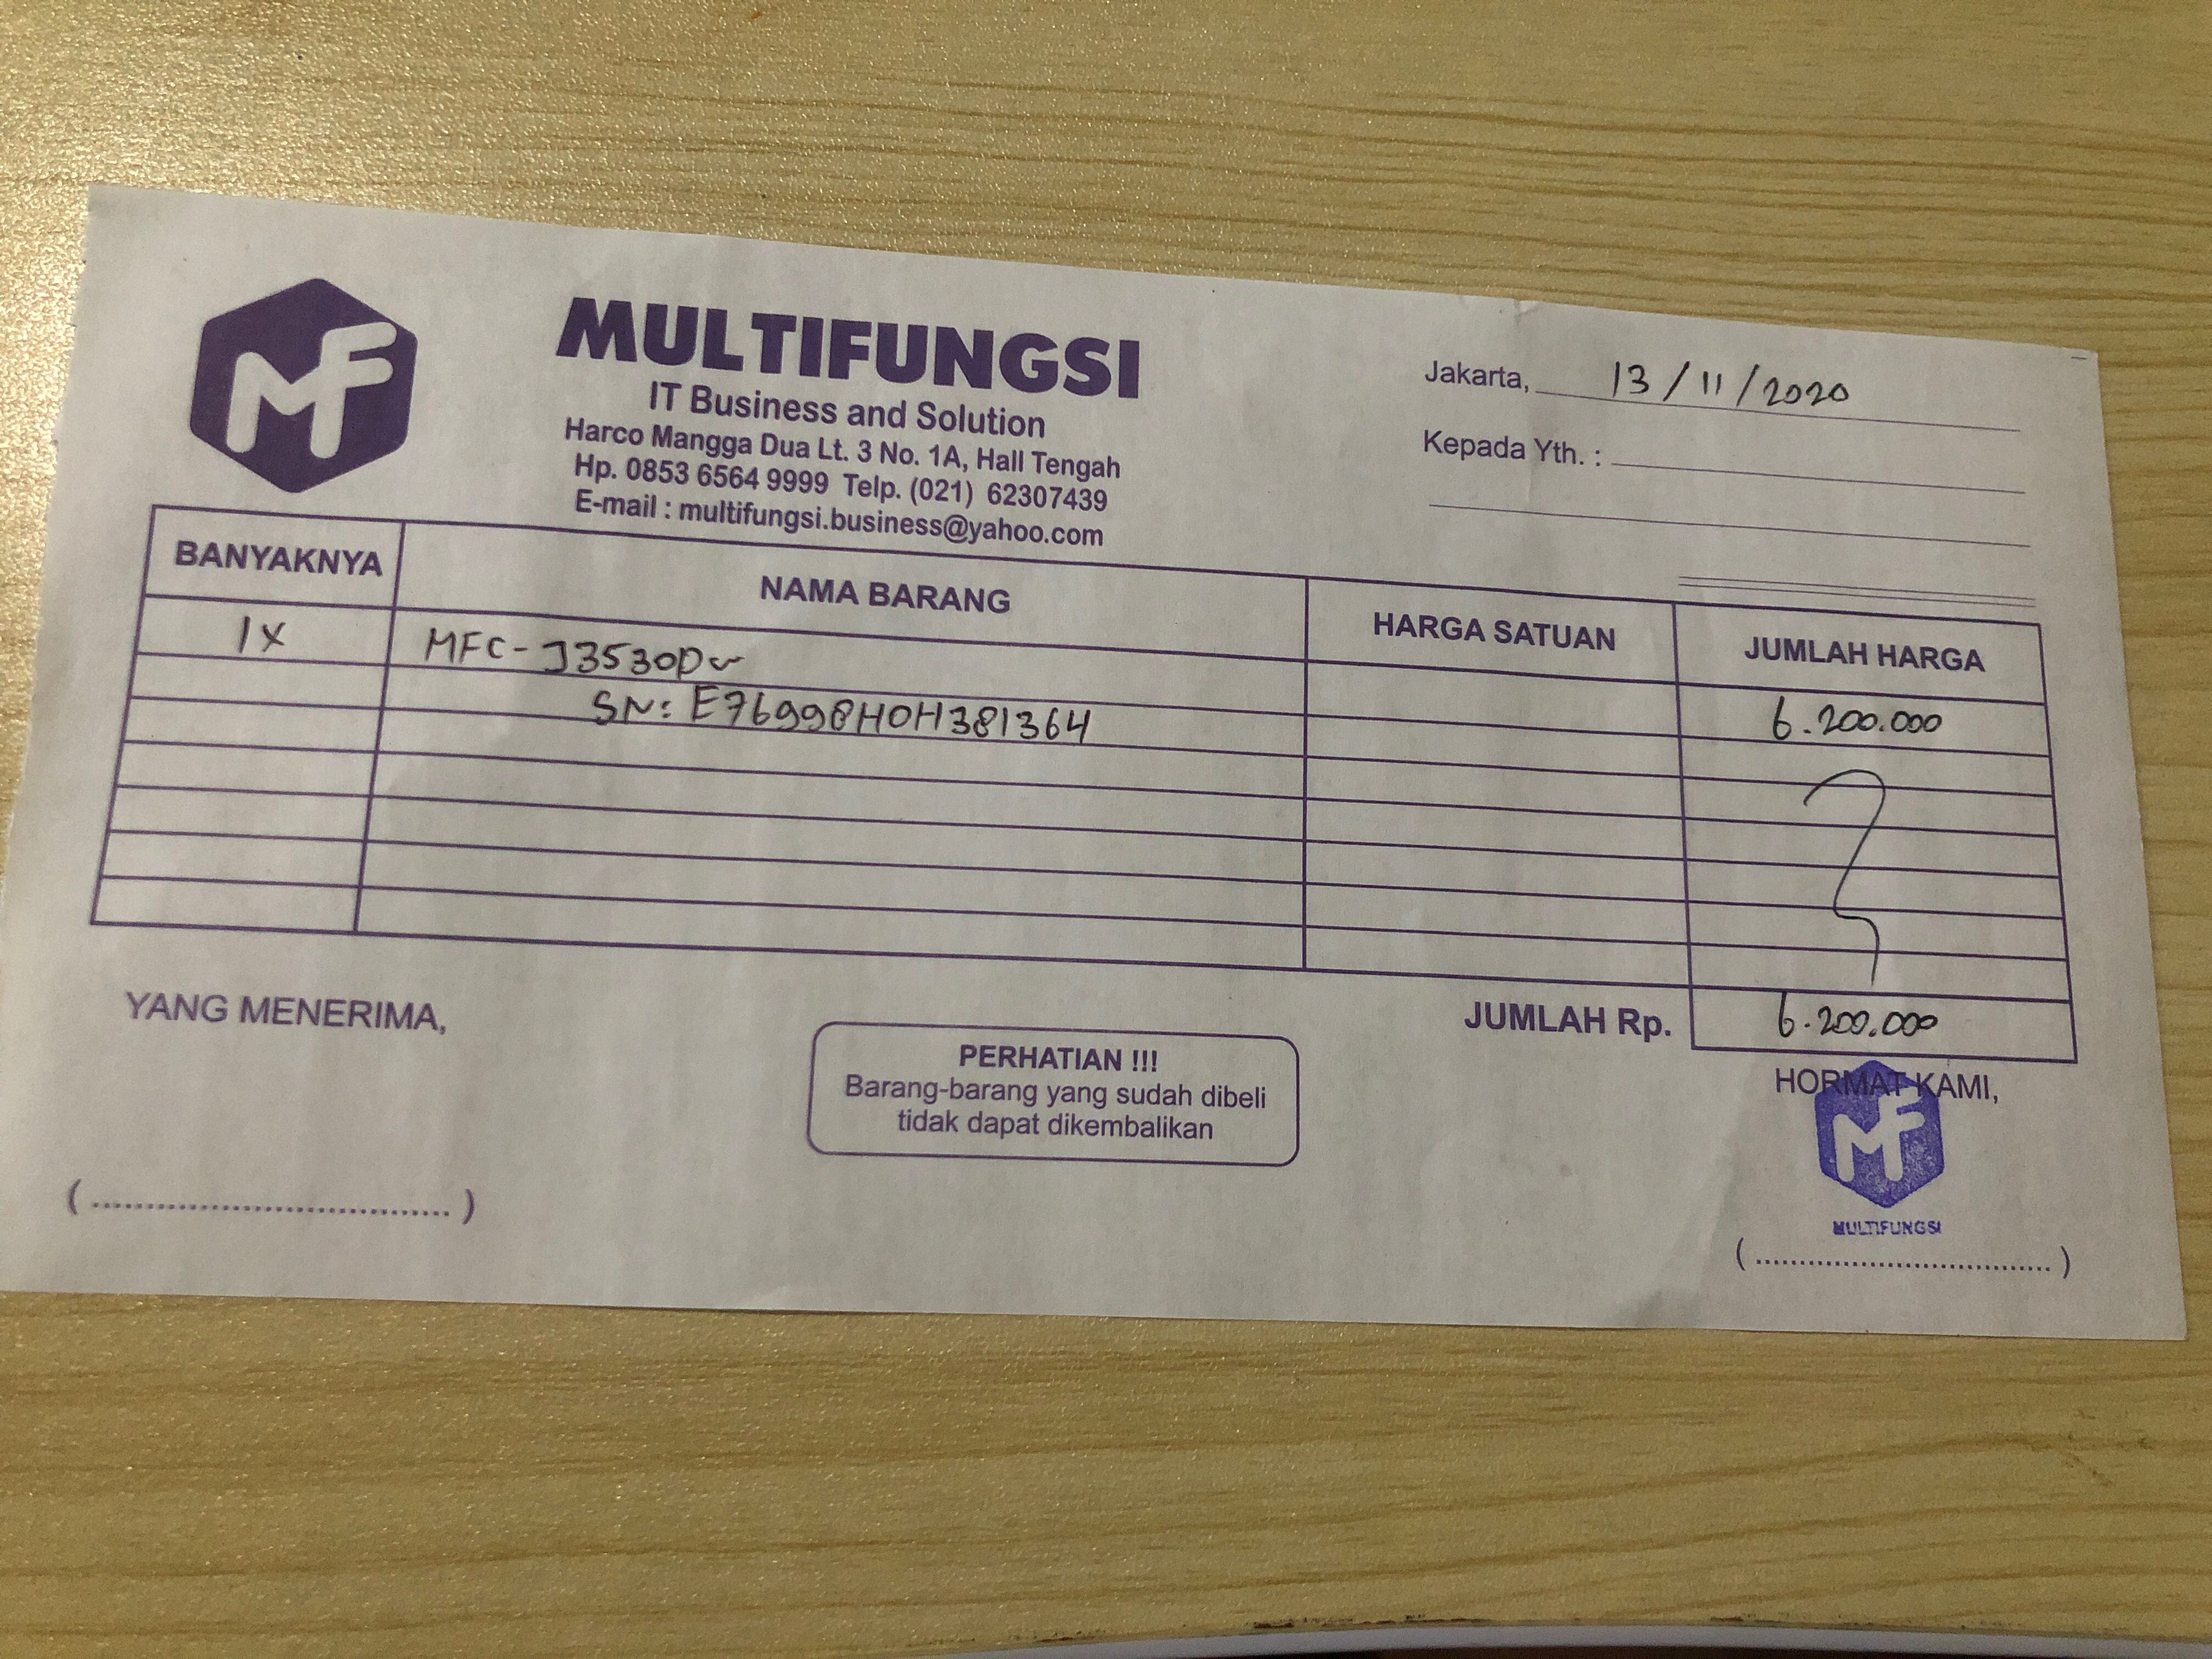 MF
MULTIFUNGSI
IT Business and Solution
Harco Mangga Dua Lt. 3 No. 1A, Hall Tengah
Hp. 0853 6564 9999 Telp. (021) 62307439
E-mail : multifungsi.business@yahoo.com
Jakarta, 13/11/2020
Kepada Yth. :
BANYAKNYA NAMA BARANG HARGA SATUAN JUMLAH HARGA
1X MFC-J3530DW 6.200.000
SN: E76998H0H381364
JUMLAH Rp. 6.200.000
YANG MENERIMA,
PERHATIAN !!!
Barang-barang yang sudah dibeli
tidak dapat dikembalikan
HORMAT KAMI,
MF
MULTIFUNGSI
(..................................)
(..................................)